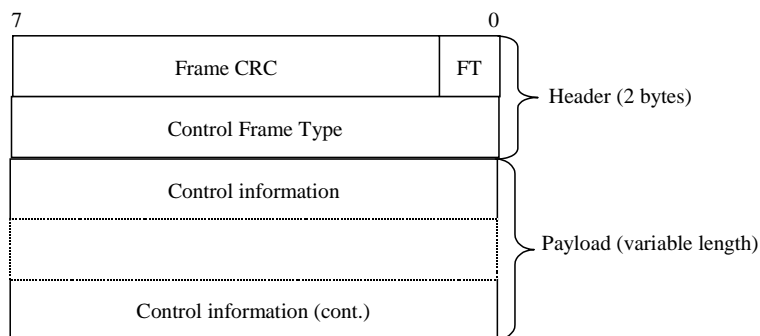 7 0
Frame CRC FT
Header (2 bytes)
Control Frame Type
Control information
Payload (variable length)
Control information (cont.)